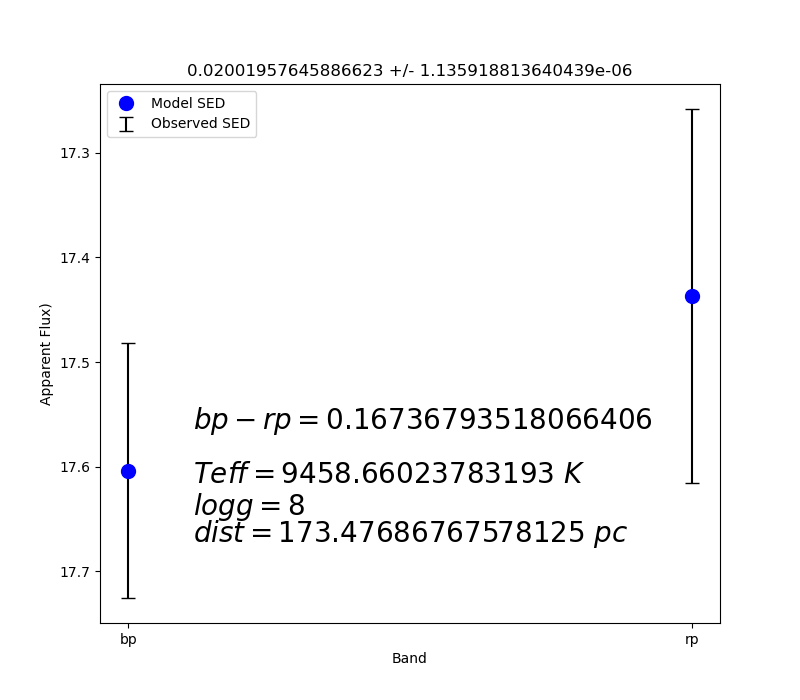 0.02001957645886623 +/- 1.135918813640439e-06
Model SED
Observed SED
17.3
17.4
17.5
17.6
17.7
Apparent Flux)
bp − rp = 0.16736793518066406
Teff = 9458.66023783193 K
logg = 8
dist = 173.47686767578125 pc
bp
rp
Band